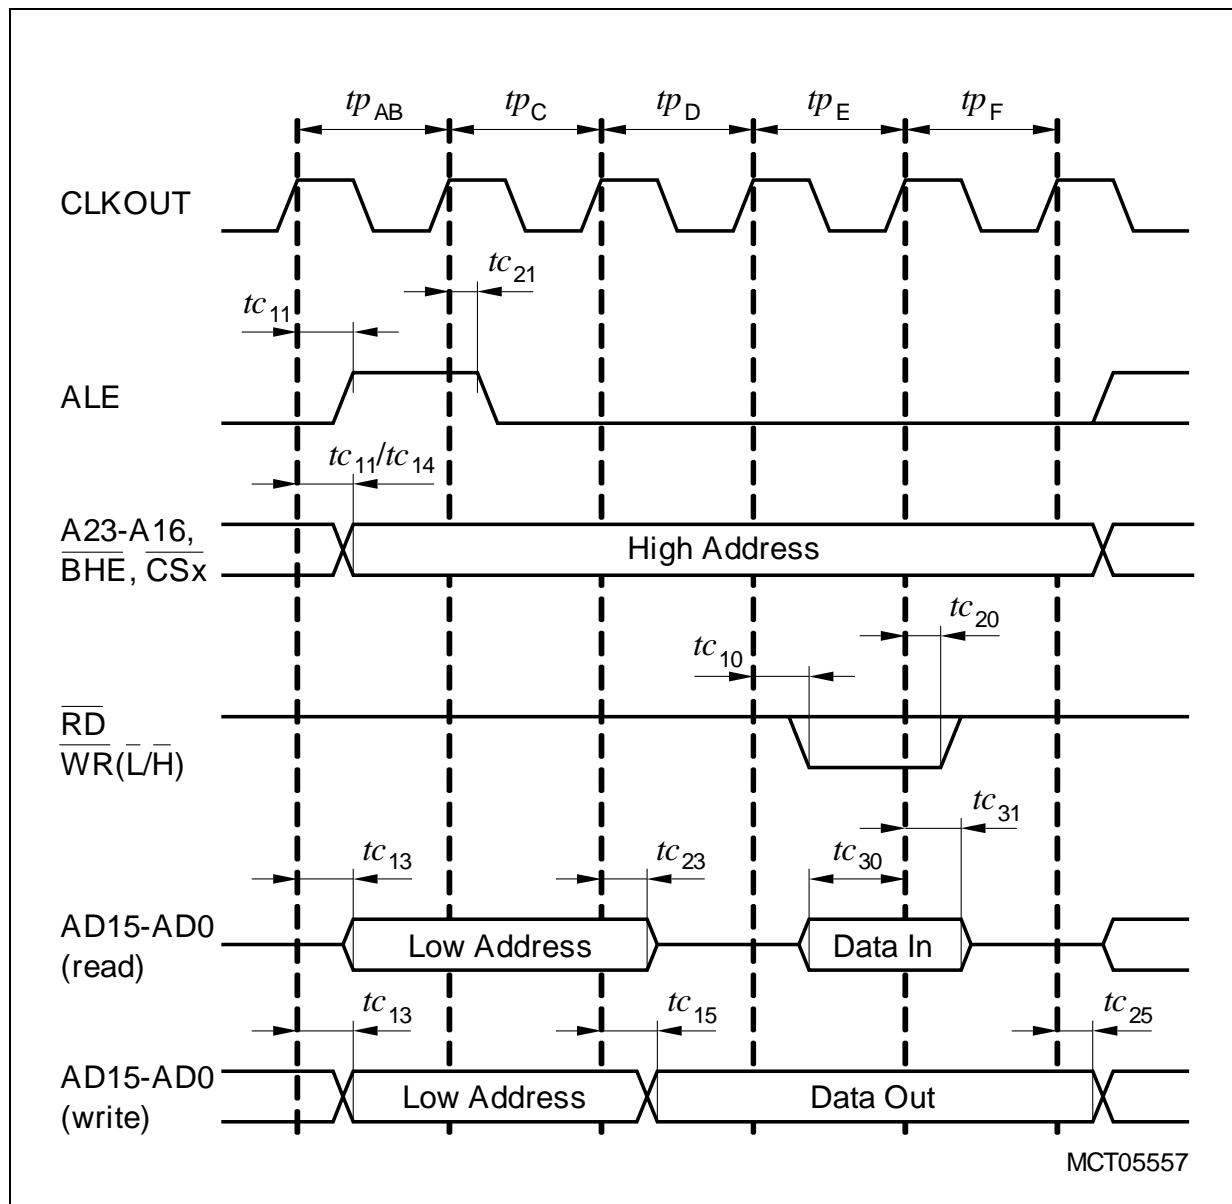 tpAB tpC tpD tpE tpF
CLKOUT
tc21
tc11
ALE
tc11/tc14
A23-A16,
BHE, CSx
High Address
tc20
tc10
RD
WR(L/H)
tc31
tc13 tc23 tc30
AD15-AD0
(read)
Low Address Data In
tc13 tc15 tc25
AD15-AD0
(write)
Low Address Data Out
MCT05557